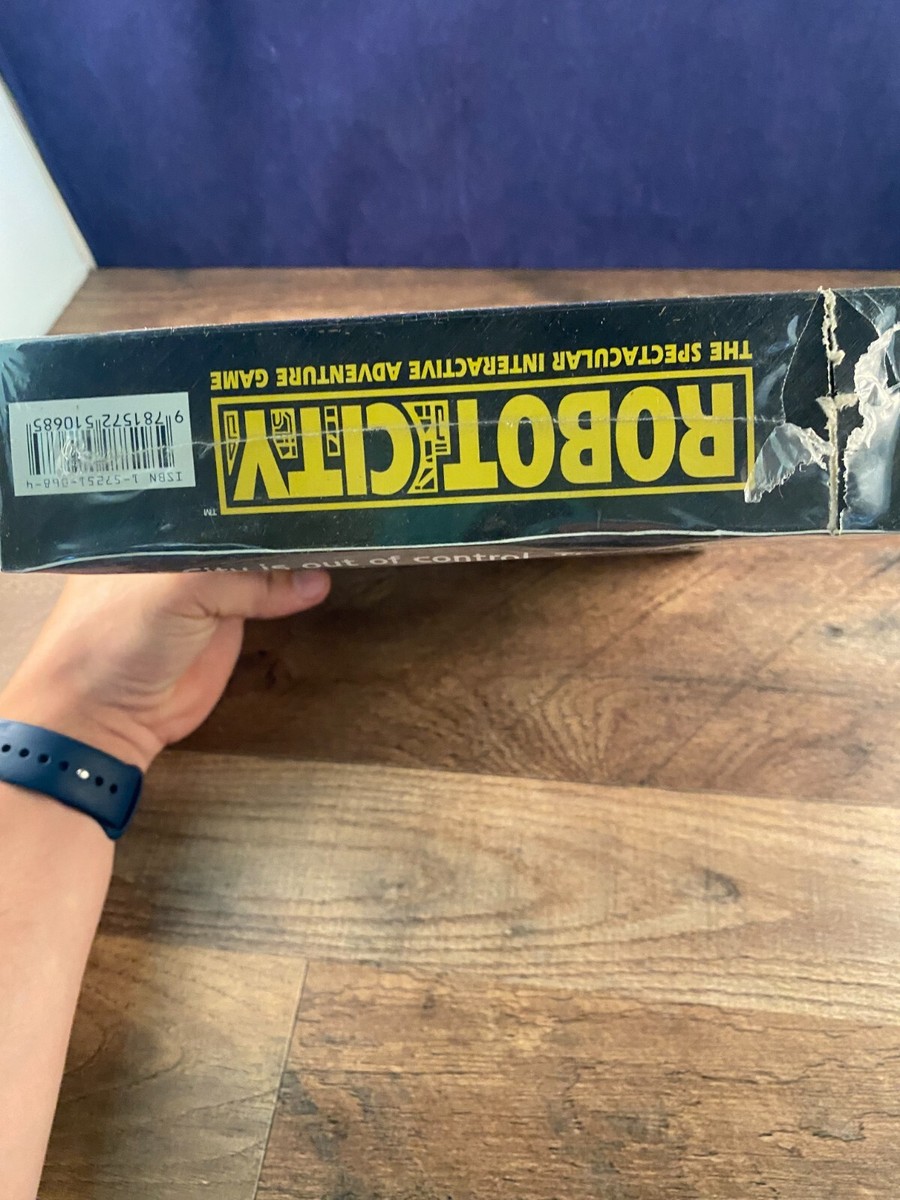 ROBOT CITY
™
THE SPECTACULAR INTERACTIVE ADVENTURE GAME
ISBN 1-57251-068-4
9 781572 510685
City is out of control.